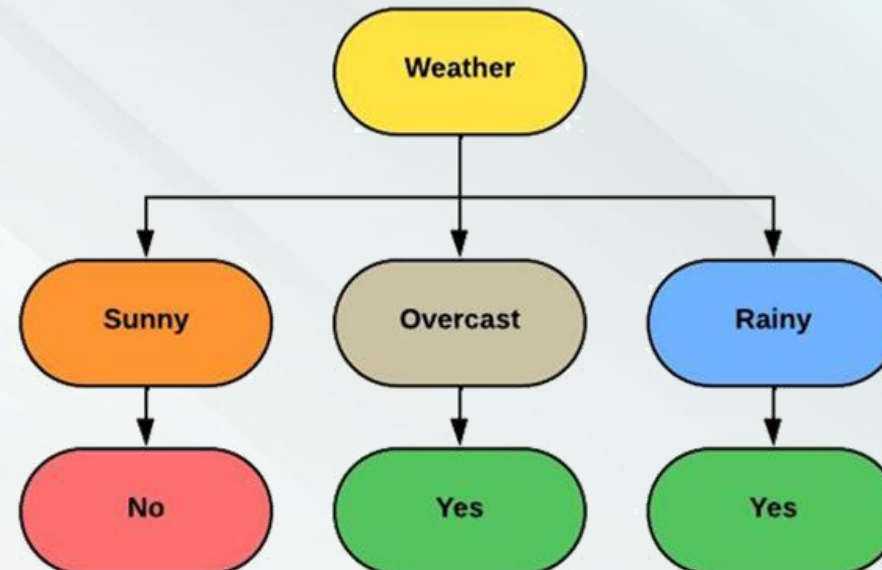 Weather
Sunny
Overcast
Rainy
No
Yes
Yes